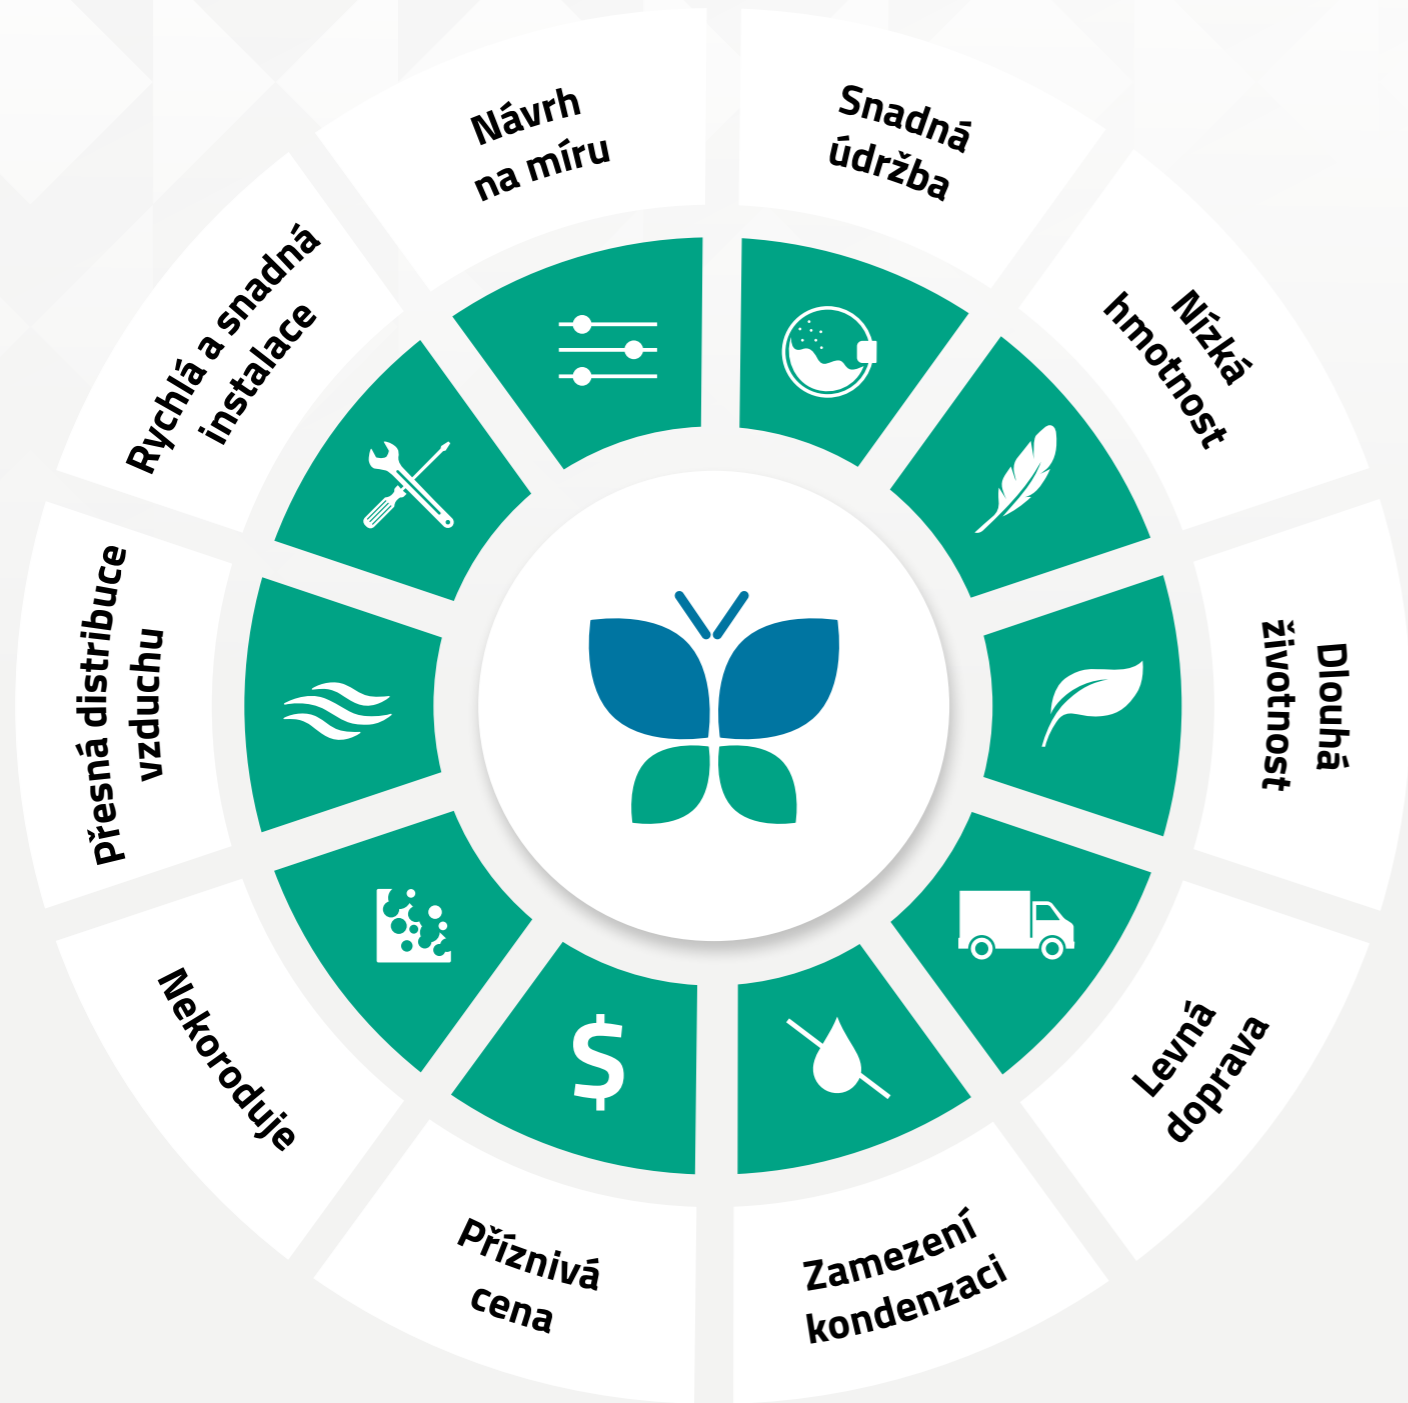 Návrh
na míru
Snadná
údržba
Nízká
hmotnost
Dlouhá
životnost
Levná
doprava
Zamezení
kondenzaci
Příznivá
cena
Nekoroduje
Přesná distribuce
vzduchu
Rychlá a snadná
instalace
$